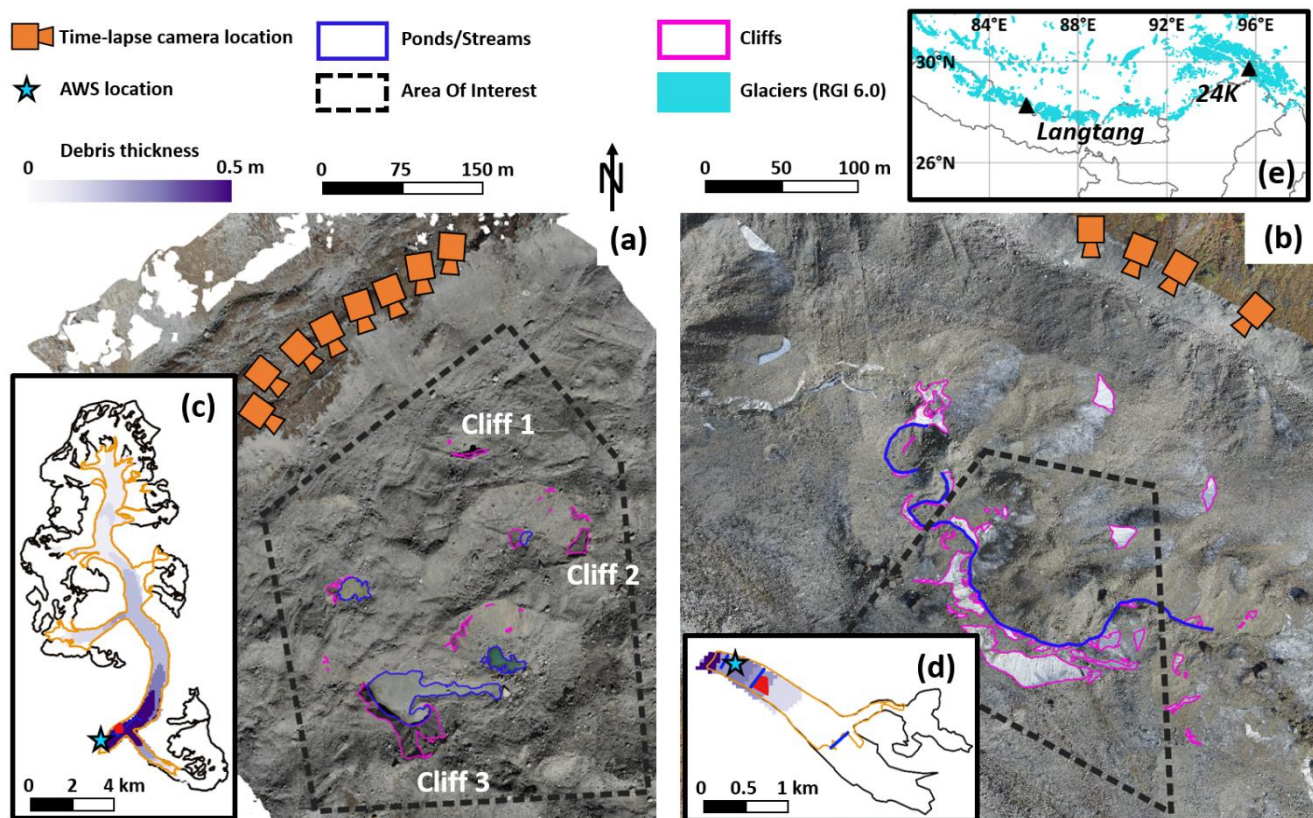 Time-lapse camera location
Ponds/Streams
Cliffs
AWS location
Area Of Interest
Glaciers (RGI 6.0)
Debris thickness
0 0.5 m
0 75 150 m
N
0 50 100 m
84°E 88°E 92°E 96°E
30°N
26°N
24K
Langtang
(e)
(a)
Cliff 1
Cliff 2
Cliff 3
(b)
(c)
0 2 4 km
(d)
0 0.5 1 km